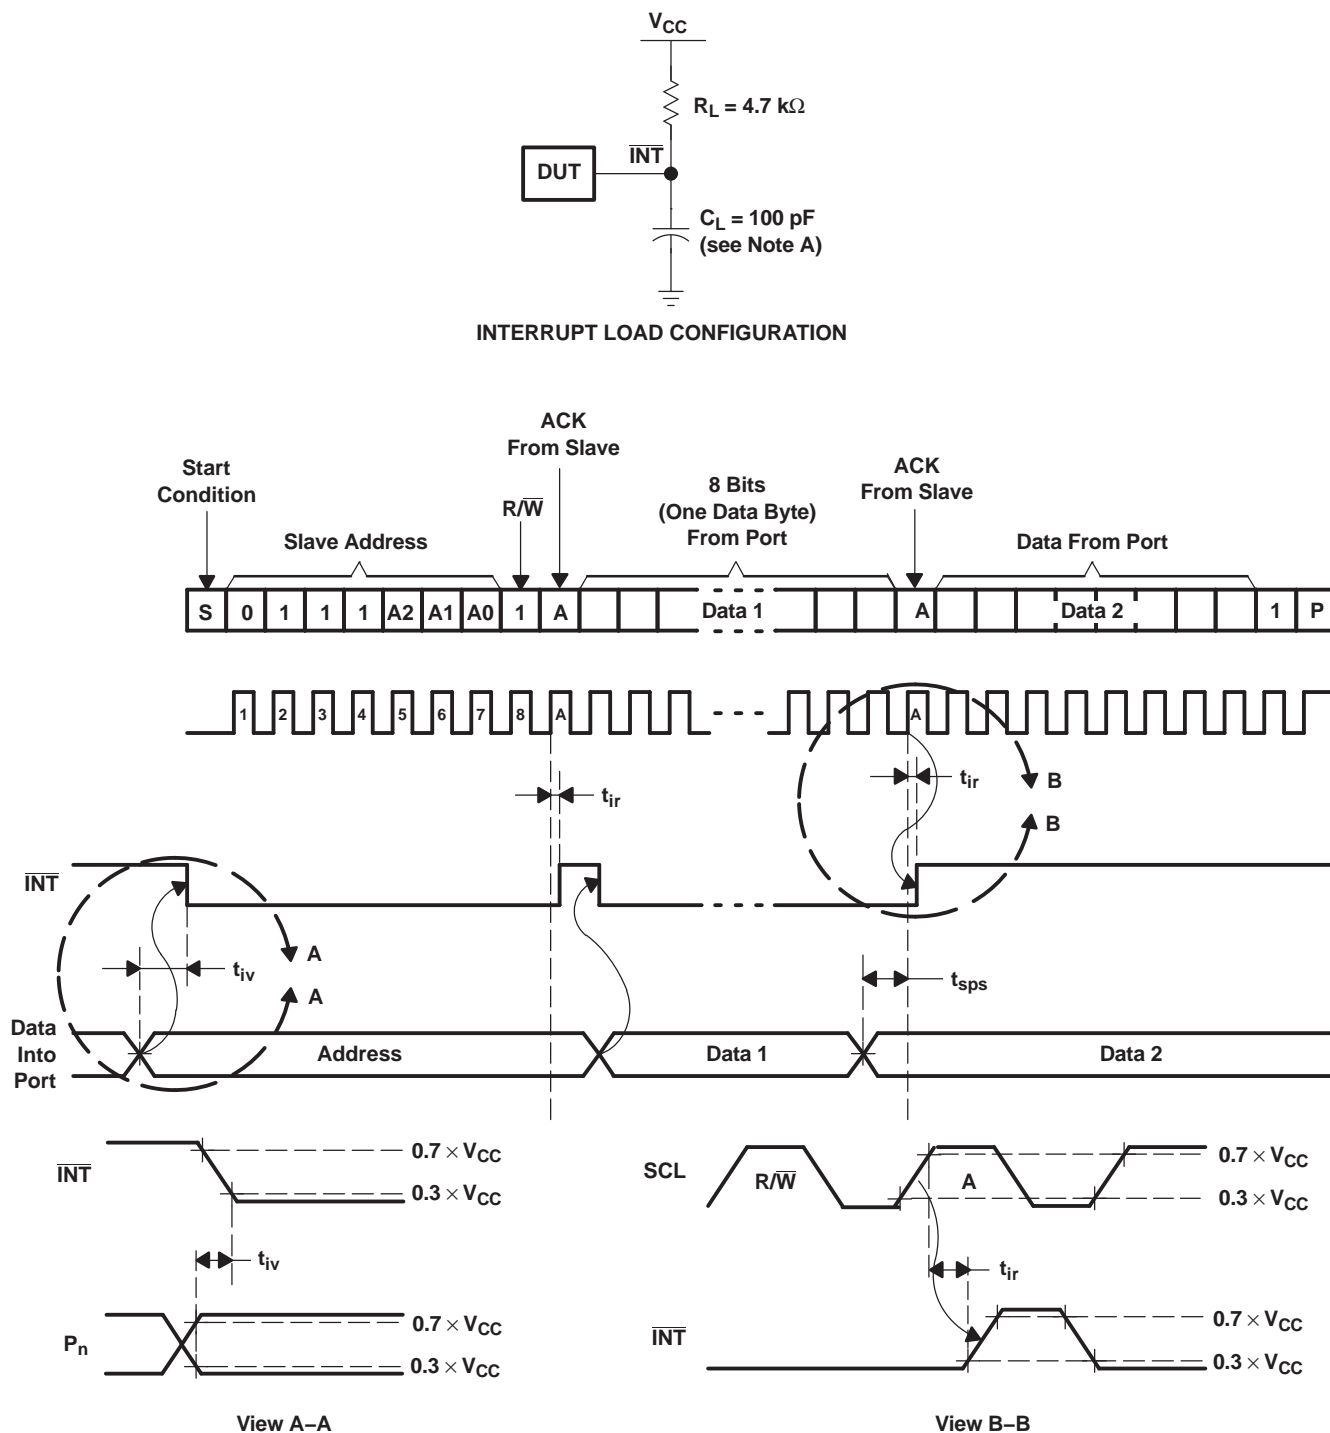 VCC
RL = 4.7 kΩ
INT
DUT
CL = 100 pF
(see Note A)
INTERRUPT LOAD CONFIGURATION
ACK
From Slave
Start
Condition
R/W
8 Bits
(One Data Byte)
From Port
ACK
From Slave
Slave Address
Data From Port
S 0 1 1 1 A2 A1 A0 1 A Data 1 A Data 2 1 P
1 2 3 4 5 6 7 8 A A
tir
tir
B
B
INT
A
tiv
A
tsps
Data
Into
Port
Address
Data 1
Data 2
INT
0.7 × VCC
0.3 × VCC
tiv
Pn
0.7 × VCC
0.3 × VCC
View A–A
SCL
R/W
A
0.7 × VCC
0.3 × VCC
tir
INT
0.7 × VCC
0.3 × VCC
View B–B